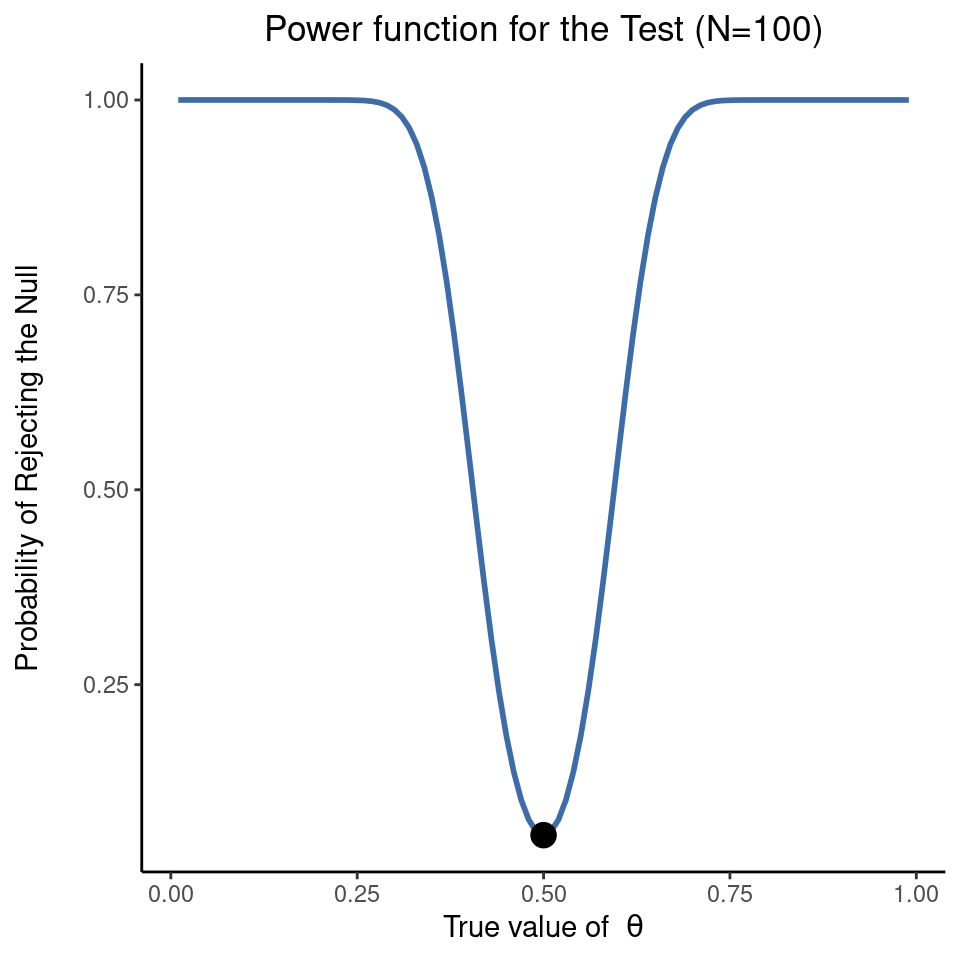 Power function for the Test (N=100)
Probability of Rejecting the Null
1.00
0.75
0.50
0.25
0.00 0.25 0.50 0.75 1.00
True value of θ